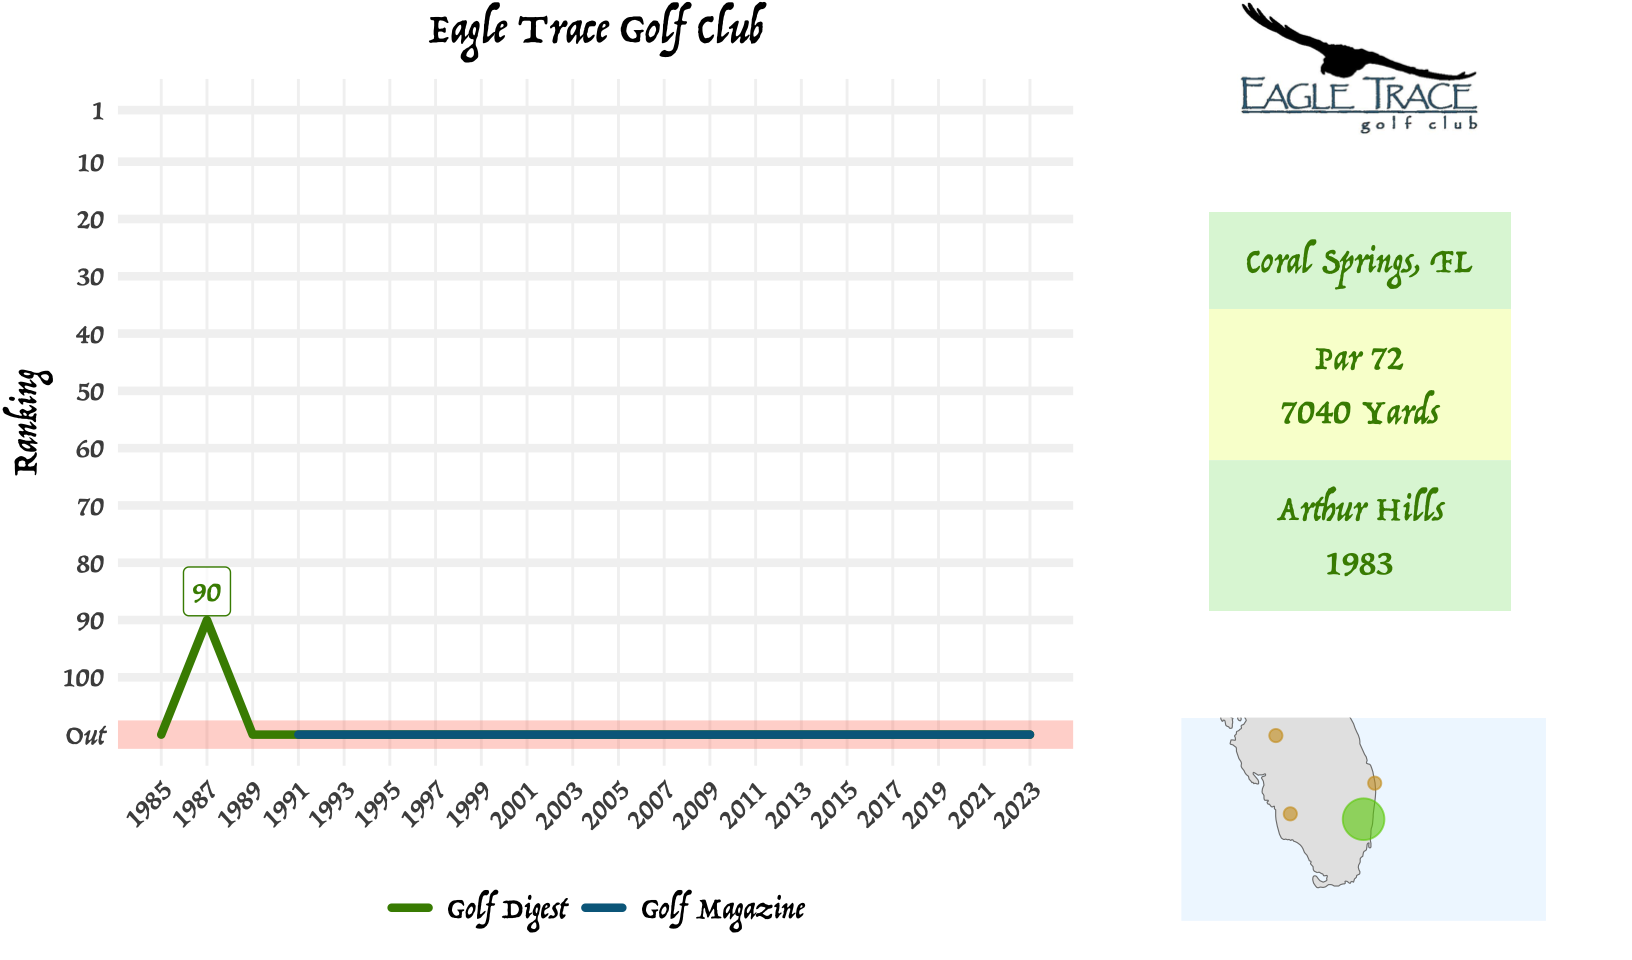 Eagle Trace Golf Club
Ranking
1
10
20
30
40
50
60
70
80
90
100
Out
90
1985 1987 1989 1991 1993 1995 1997 1999 2001 2003 2005 2007 2009 2011 2013 2015 2017 2019 2021 2023
Golf Digest Golf Magazine
EAGLE TRACE
golf club
Coral Springs, FL
Par 72
7040 Yards
Arthur Hills
1983